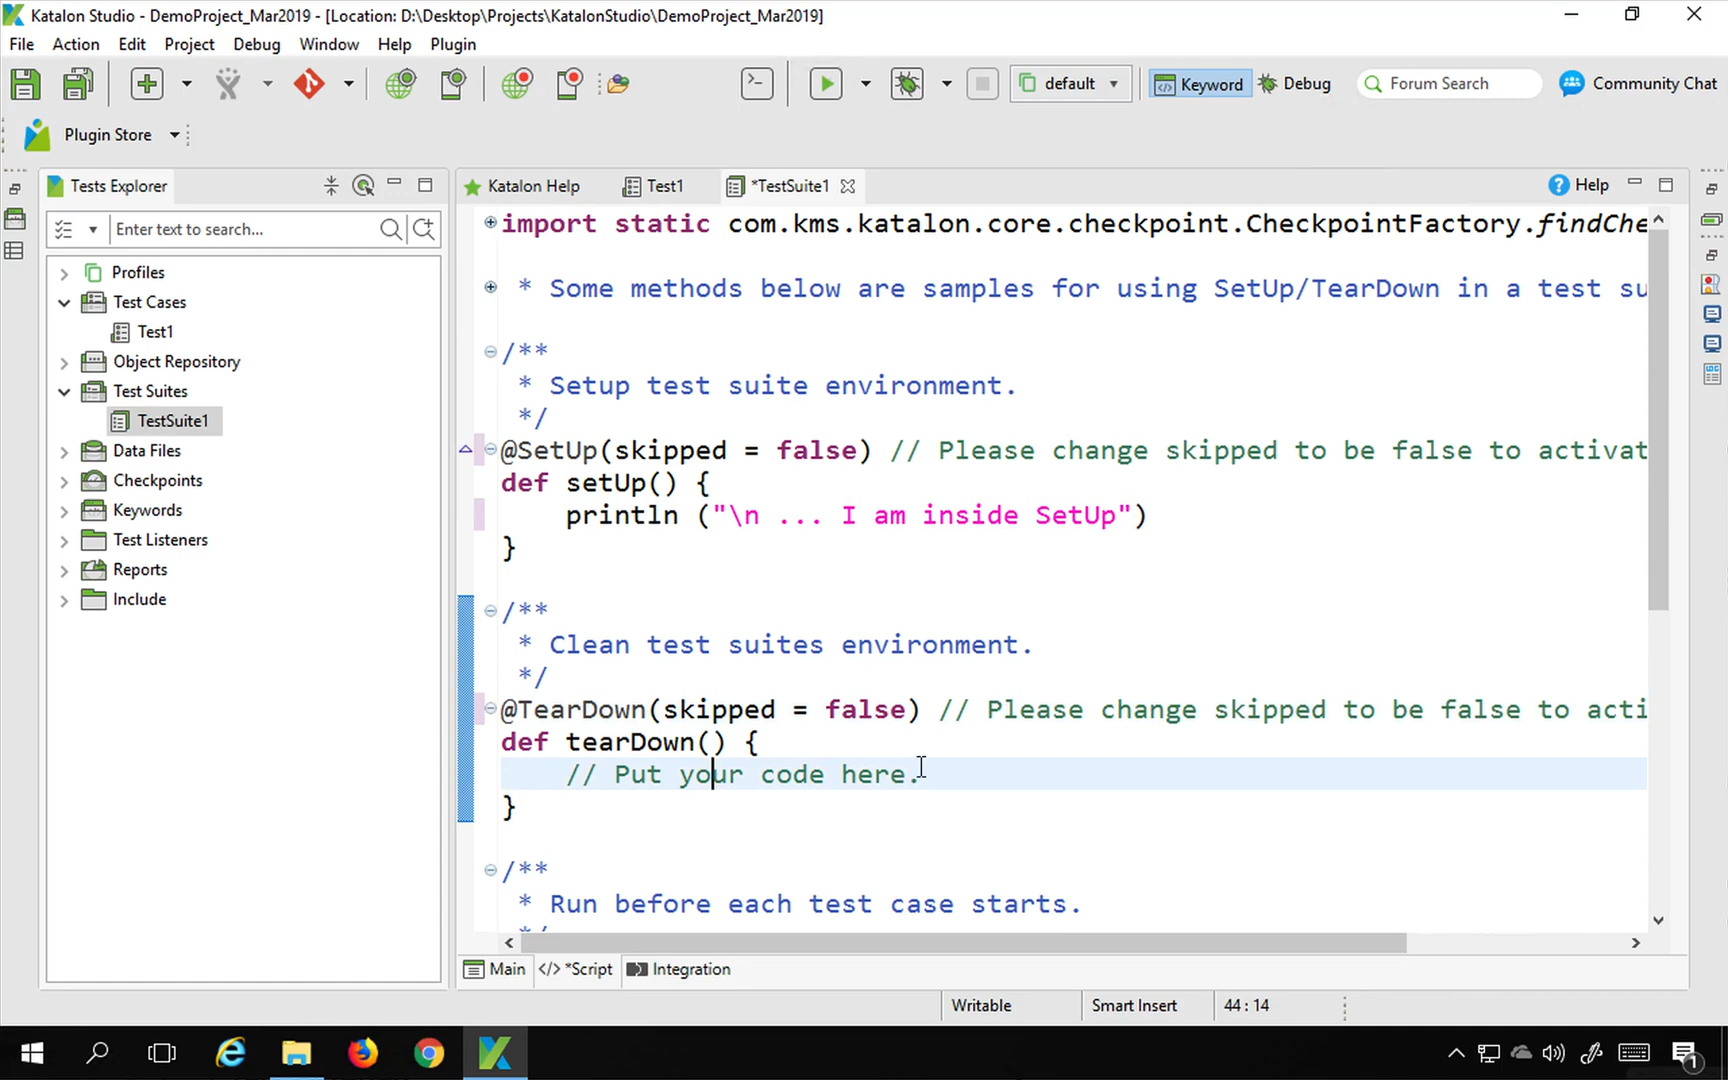 Katalon Studio - DemoProject_Mar2019 - [Location: D:\Desktop\Projects\KatalonStudio\DemoProject_Mar2019]
File Action Edit Project Debug Window Help Plugin
default Keyword Debug Forum Search Community Chat
Plugin Store
Tests Explorer
Enter text to search...
Profiles
Test Cases
Test1
Object Repository
Test Suites
TestSuite1
Data Files
Checkpoints
Keywords
Test Listeners
Reports
Include
Katalon Help Test1 *TestSuite1 Help
import static com.kms.katalon.core.checkpoint.CheckpointFactory.findChe
* Some methods below are samples for using SetUp/TearDown in a test su
/**
* Setup test suite environment.
*/
@SetUp(skipped = false) // Please change skipped to be false to activat
def setUp() {
println ("\n ... I am inside SetUp")
}
/**
* Clean test suites environment.
*/
@TearDown(skipped = false) // Please change skipped to be false to acti
def tearDown() {
// Put your code here.
}
/**
* Run before each test case starts.
*/
Main </> *Script Integration
Writable Smart Insert 44 : 14
1